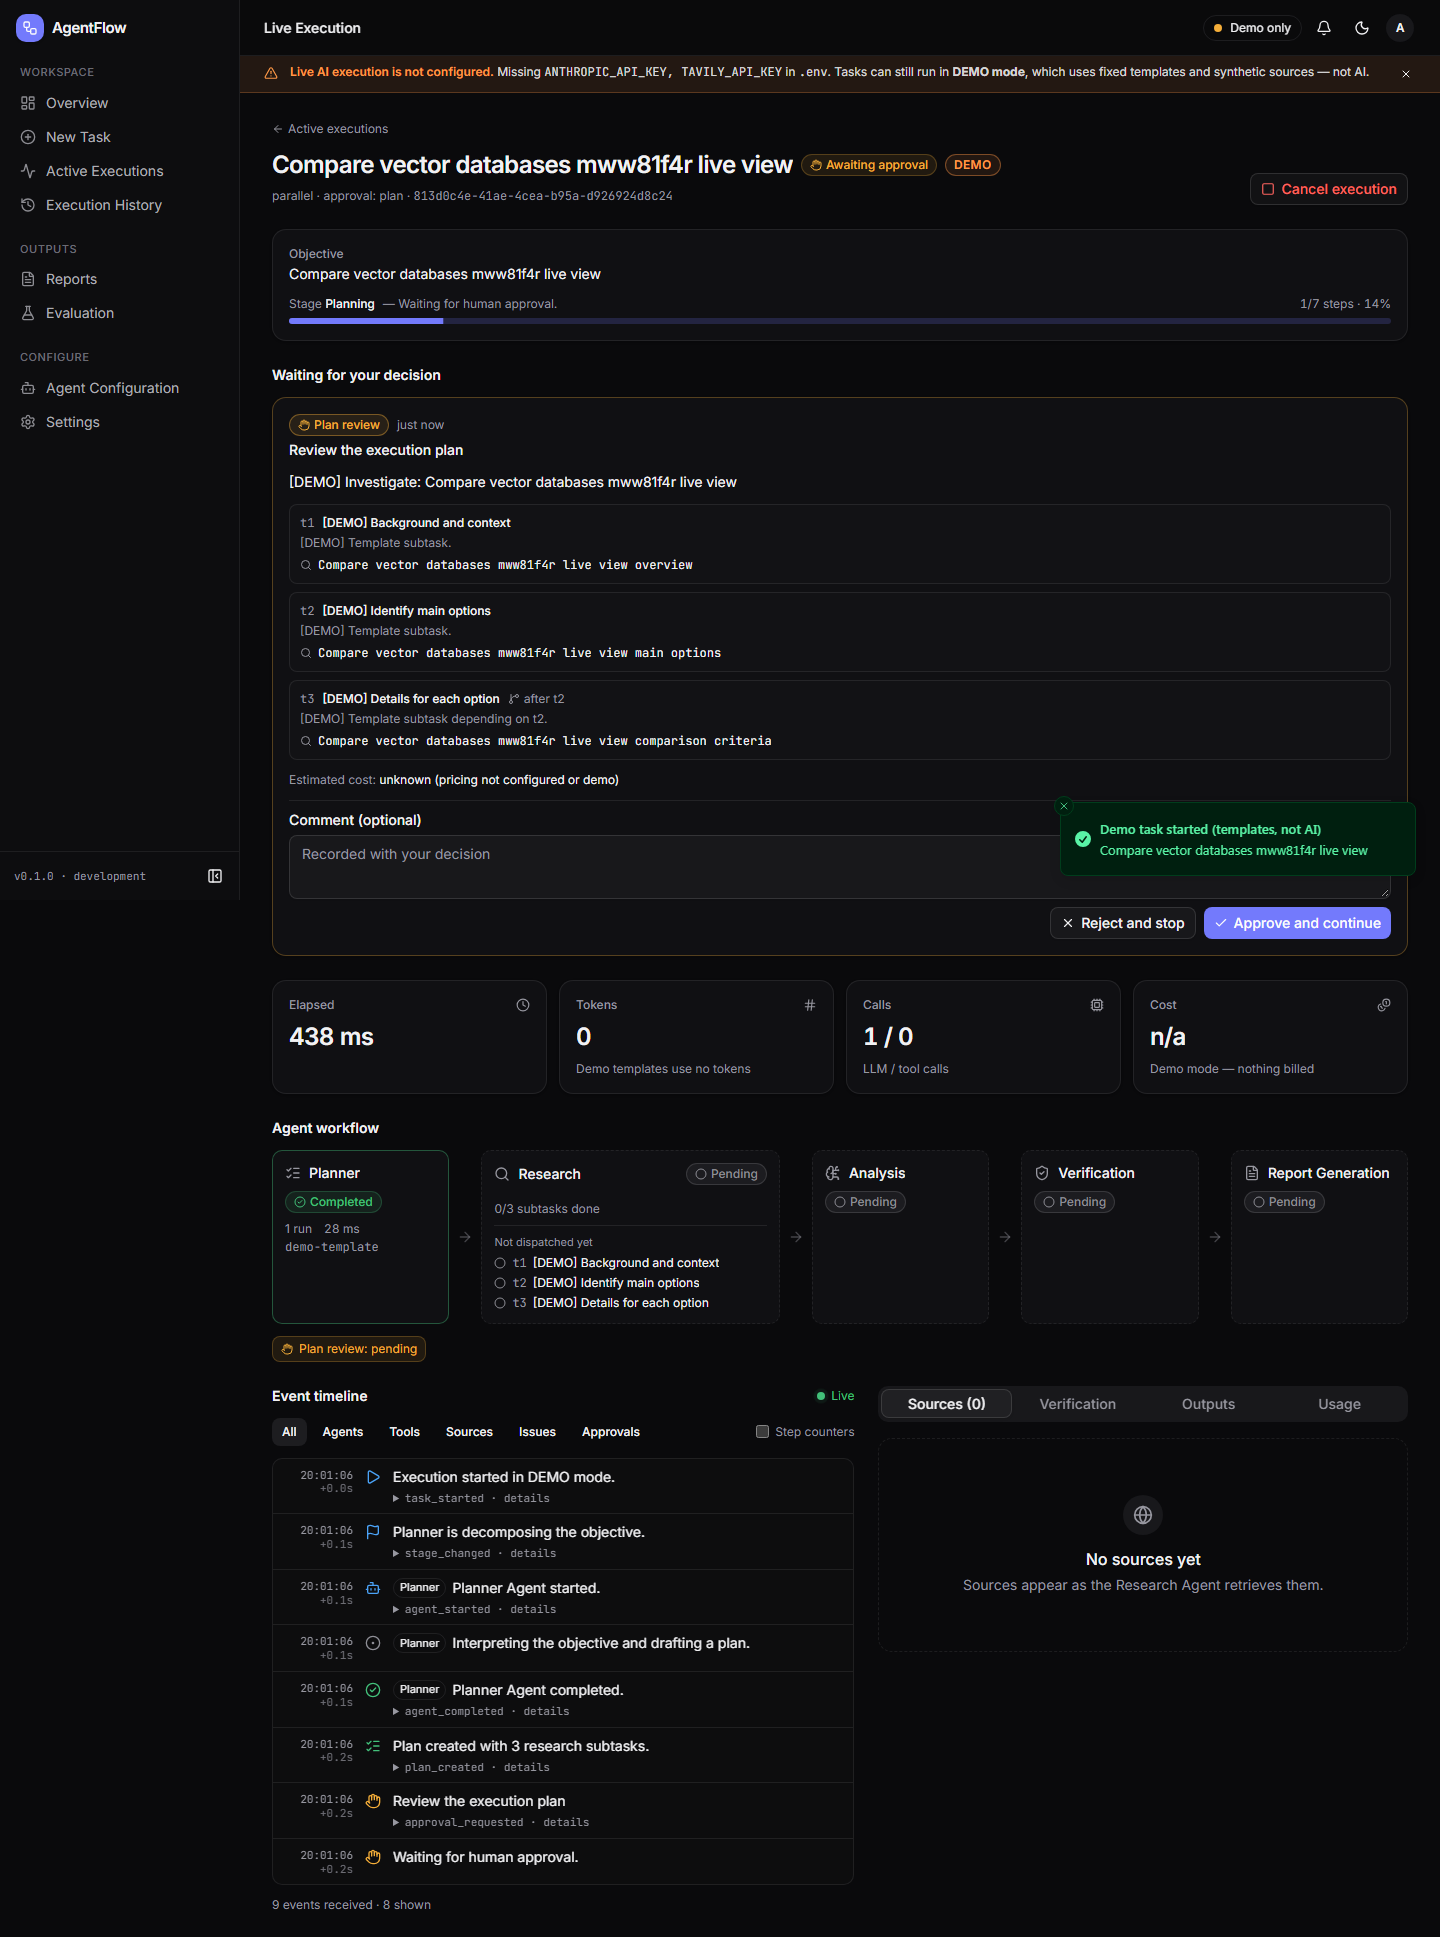 AgentFlow
WORKSPACE
Overview
New Task
Active Executions
Execution History
OUTPUTS
Reports
Evaluation
CONFIGURE
Agent Configuration
Settings
v0.1.0 · development
Live Execution
Demo only
A
Live AI execution is not configured. Missing ANTHROPIC_API_KEY, TAVILY_API_KEY in .env. Tasks can still run in DEMO mode, which uses fixed templates and synthetic sources — not AI.
Active executions
Compare vector databases mww81f4r live view
Awaiting approval
DEMO
parallel · approval: plan · 813d0c4e-41ae-4cea-b95a-d926924d8c24
Cancel execution
Objective
Compare vector databases mww81f4r live view
Stage Planning — Waiting for human approval.
1/7 steps · 14%
Waiting for your decision
Plan review
just now
Review the execution plan
[DEMO] Investigate: Compare vector databases mww81f4r live view
t1 [DEMO] Background and context
[DEMO] Template subtask.
Compare vector databases mww81f4r live view overview
t2 [DEMO] Identify main options
[DEMO] Template subtask.
Compare vector databases mww81f4r live view main options
t3 [DEMO] Details for each option after t2
[DEMO] Template subtask depending on t2.
Compare vector databases mww81f4r live view comparison criteria
Estimated cost: unknown (pricing not configured or demo)
Comment (optional)
Recorded with your decision
Demo task started (templates, not AI)
Compare vector databases mww81f4r live view
Reject and stop
Approve and continue
Elapsed
438 ms
Tokens
0
Demo templates use no tokens
Calls
1 / 0
LLM / tool calls
Cost
n/a
Demo mode — nothing billed
Agent workflow
Planner
Completed
1 run 28 ms
demo-template
Research
Pending
0/3 subtasks done
Not dispatched yet
t1 [DEMO] Background and context
t2 [DEMO] Identify main options
t3 [DEMO] Details for each option
Analysis
Pending
Verification
Pending
Report Generation
Pending
Plan review: pending
Event timeline
Live
All
Agents
Tools
Sources
Issues
Approvals
Step counters
20:01:06
+0.0s
Execution started in DEMO mode.
task_started · details
20:01:06
+0.1s
Planner is decomposing the objective.
stage_changed · details
20:01:06
+0.1s
Planner Planner Agent started.
agent_started · details
20:01:06
+0.1s
Planner Interpreting the objective and drafting a plan.
20:01:06
+0.1s
Planner Planner Agent completed.
agent_completed · details
20:01:06
+0.2s
Plan created with 3 research subtasks.
plan_created · details
20:01:06
+0.2s
Review the execution plan
approval_requested · details
20:01:06
+0.2s
Waiting for human approval.
9 events received · 8 shown
Sources (0)
Verification
Outputs
Usage
No sources yet
Sources appear as the Research Agent retrieves them.